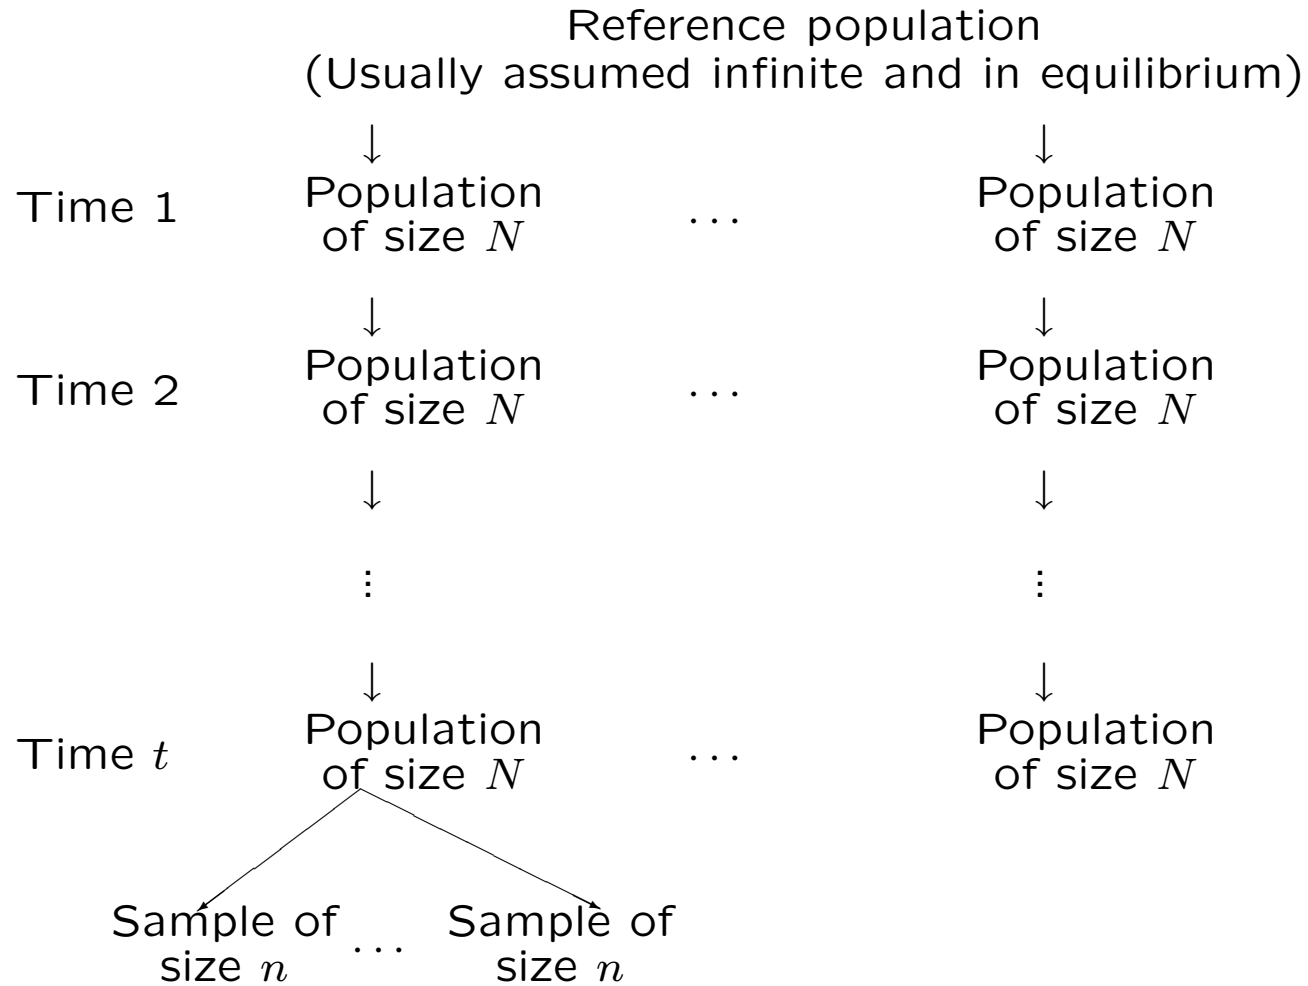 Reference population
(Usually assumed infinite and in equilibrium)
↓ ↓
Time 1 Population of size N ... Population of size N
↓ ↓
Time 2 Population of size N ... Population of size N
↓ ↓
⋮ ⋮
↓ ↓
Time t Population of size N ... Population of size N
Sample of size n ... Sample of size n